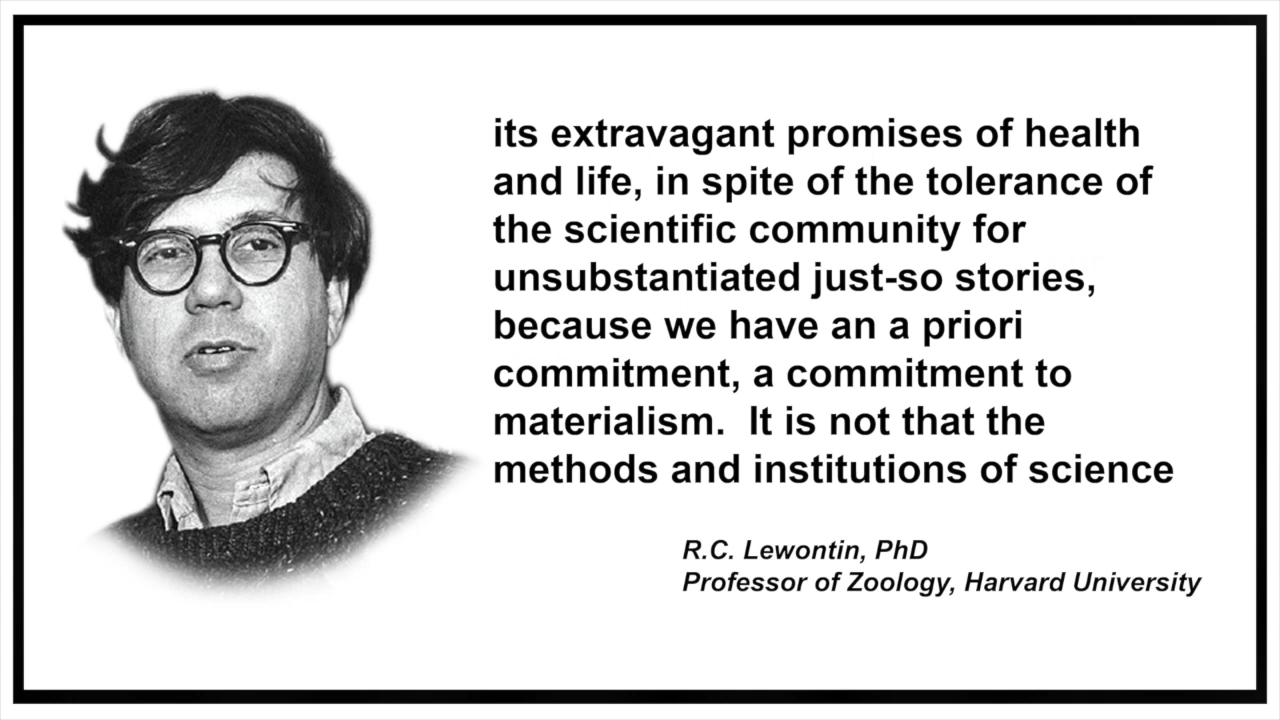 its extravagant promises of health
and life, in spite of the tolerance of
the scientific community for
unsubstantiated just-so stories,
because we have an a priori
commitment, a commitment to
materialism.  It is not that the
methods and institutions of science
R.C. Lewontin, PhD
Professor of Zoology, Harvard University